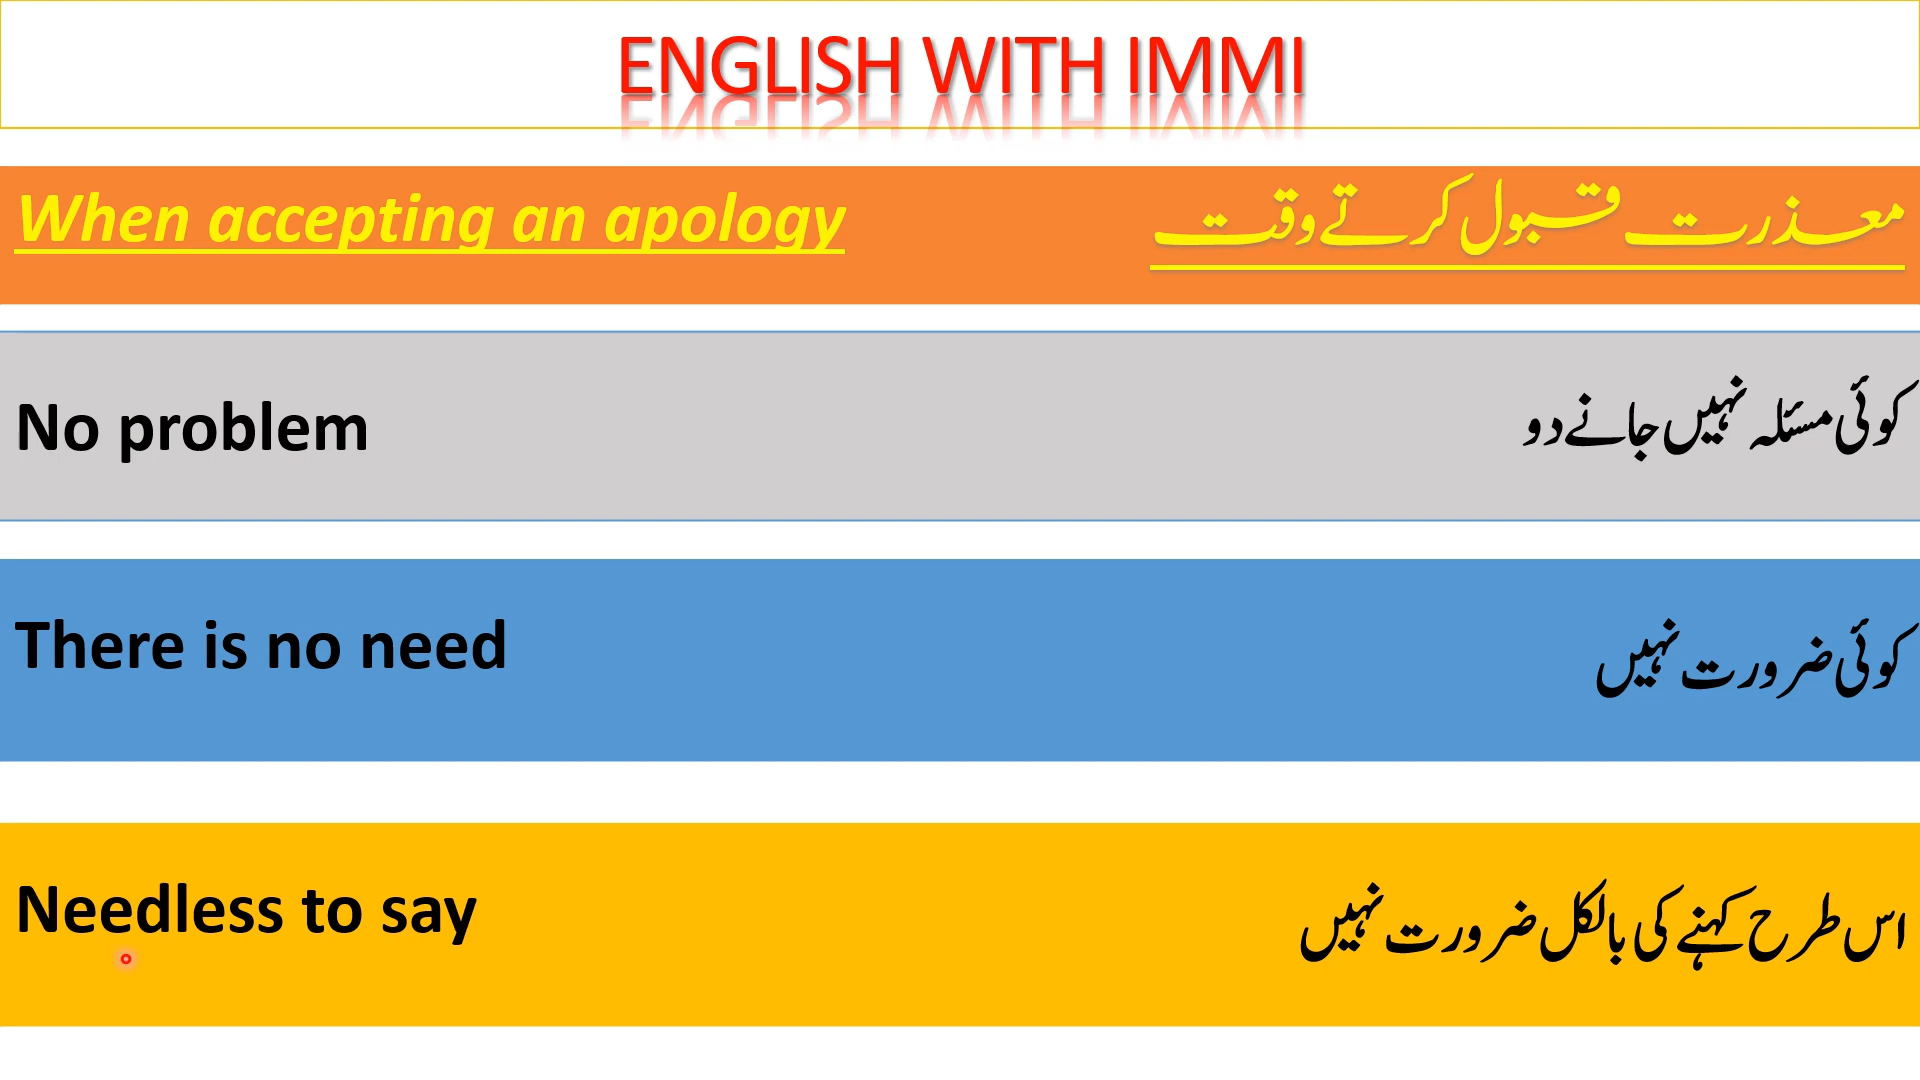 ENGLISH WITH IMMI
When accepting an apology
معذرت قبول کرتے وقت
No problem
کوئی مسئلہ نہیں جانے دو
There is no need
کوئی ضرورت نہیں
Needless to say
اس طرح کہنے کی بالکل ضرورت نہیں